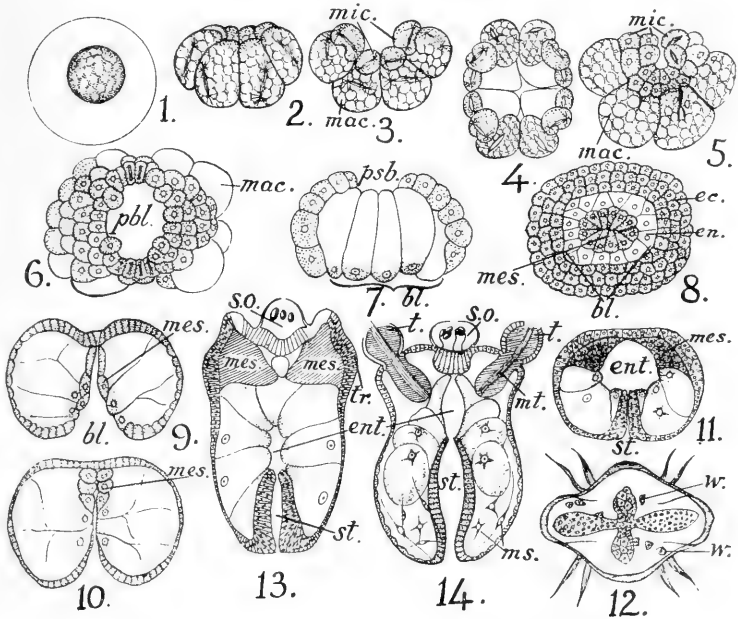 1.
2.
mic.
mac.
3.
4.
mic.
mac.
5.
mac.
pbl.
6.
psb.
7.
bl.
ec.
en.
mes.
bl.
8.
mes.
bl.
9.
mes.
10.
s.o.
mes.
mes.
tr.
ent.
st.
13.
t.
s.o.
t.
mt.
st.
ms.
14.
mes.
ent.
st.
11.
w.
w.
12.